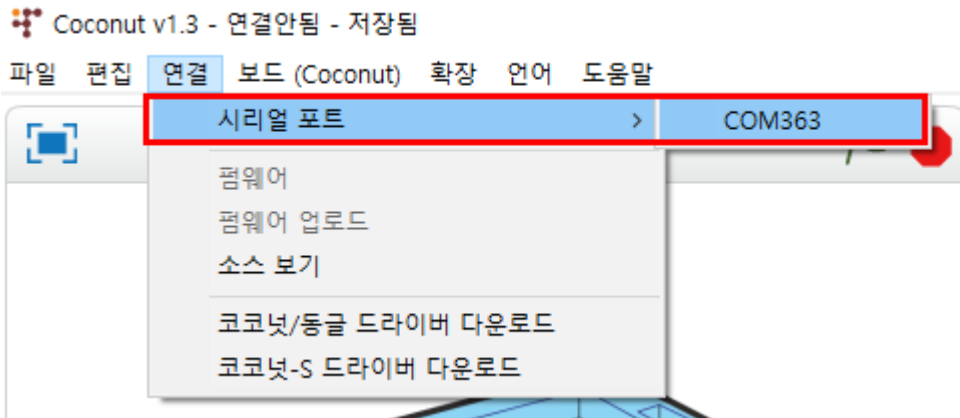 Coconut v1.3 - 연결안됨 - 저장됨
파일 편집 연결 보드 (Coconut) 확장 언어 도움말
시리얼 포트 > COM363
펌웨어
펌웨어 업로드
소스 보기
코코넛/동글 드라이버 다운로드
코코넛-S 드라이버 다운로드